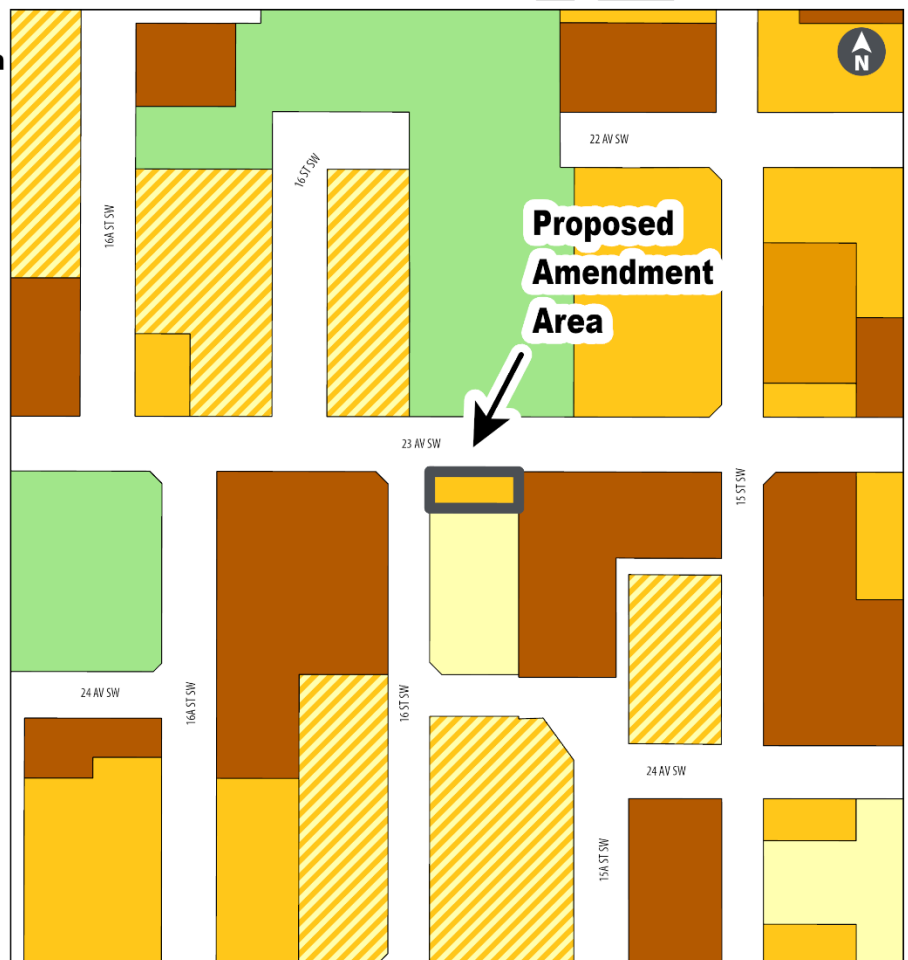 N
22 AV SW
16 ST SW
16A ST SW
Proposed
Amendment
Area
23 AV SW
15 ST SW
24 AV SW
16A ST SW
16 ST SW
24 AV SW
15A ST SW